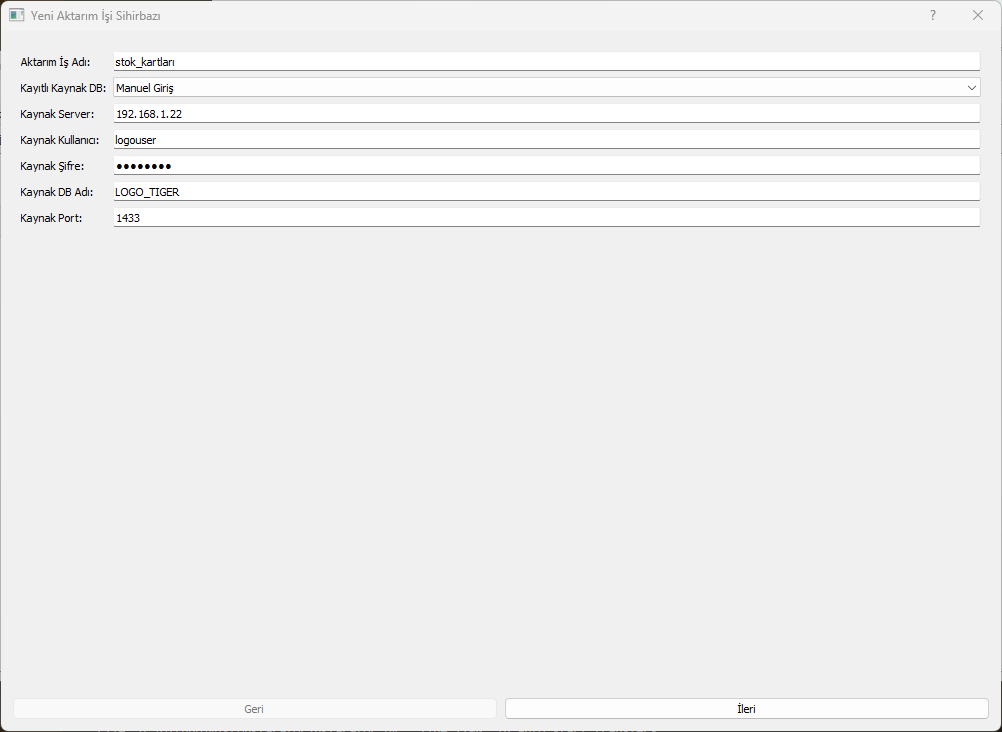 Yeni Aktarım İşi Sihirbazı
Aktarım İş Adı: stok_kartları
Kayıtlı Kaynak DB: Manuel Giriş
Kaynak Server: 192.168.1.22
Kaynak Kullanıcı: logouser
Kaynak Şifre: ●●●●●●●●
Kaynak DB Adı: LOGO_TIGER
Kaynak Port: 1433
Geri İleri